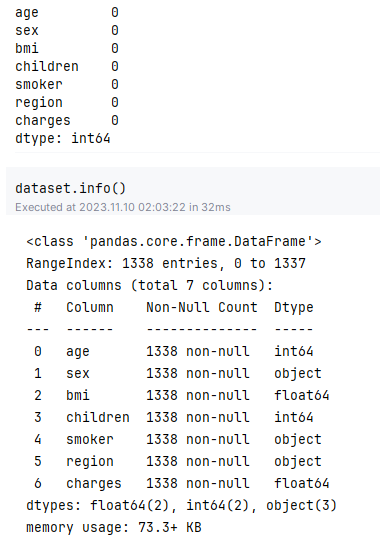 age 0
sex 0
bmi 0
children 0
smoker 0
region 0
charges 0
dtype: int64
dataset.info()
Executed at 2023.11.10 02:03:22 in 32ms
<class 'pandas.core.frame.DataFrame'>
RangeIndex: 1338 entries, 0 to 1337
Data columns (total 7 columns):
 #   Column    Non-Null Count  Dtype
---  ------    --------------  -----
 0   age       1338 non-null   int64
 1   sex       1338 non-null   object
 2   bmi       1338 non-null   float64
 3   children  1338 non-null   int64
 4   smoker    1338 non-null   object
 5   region    1338 non-null   object
 6   charges   1338 non-null   float64
dtypes: float64(2), int64(2), object(3)
memory usage: 73.3+ KB